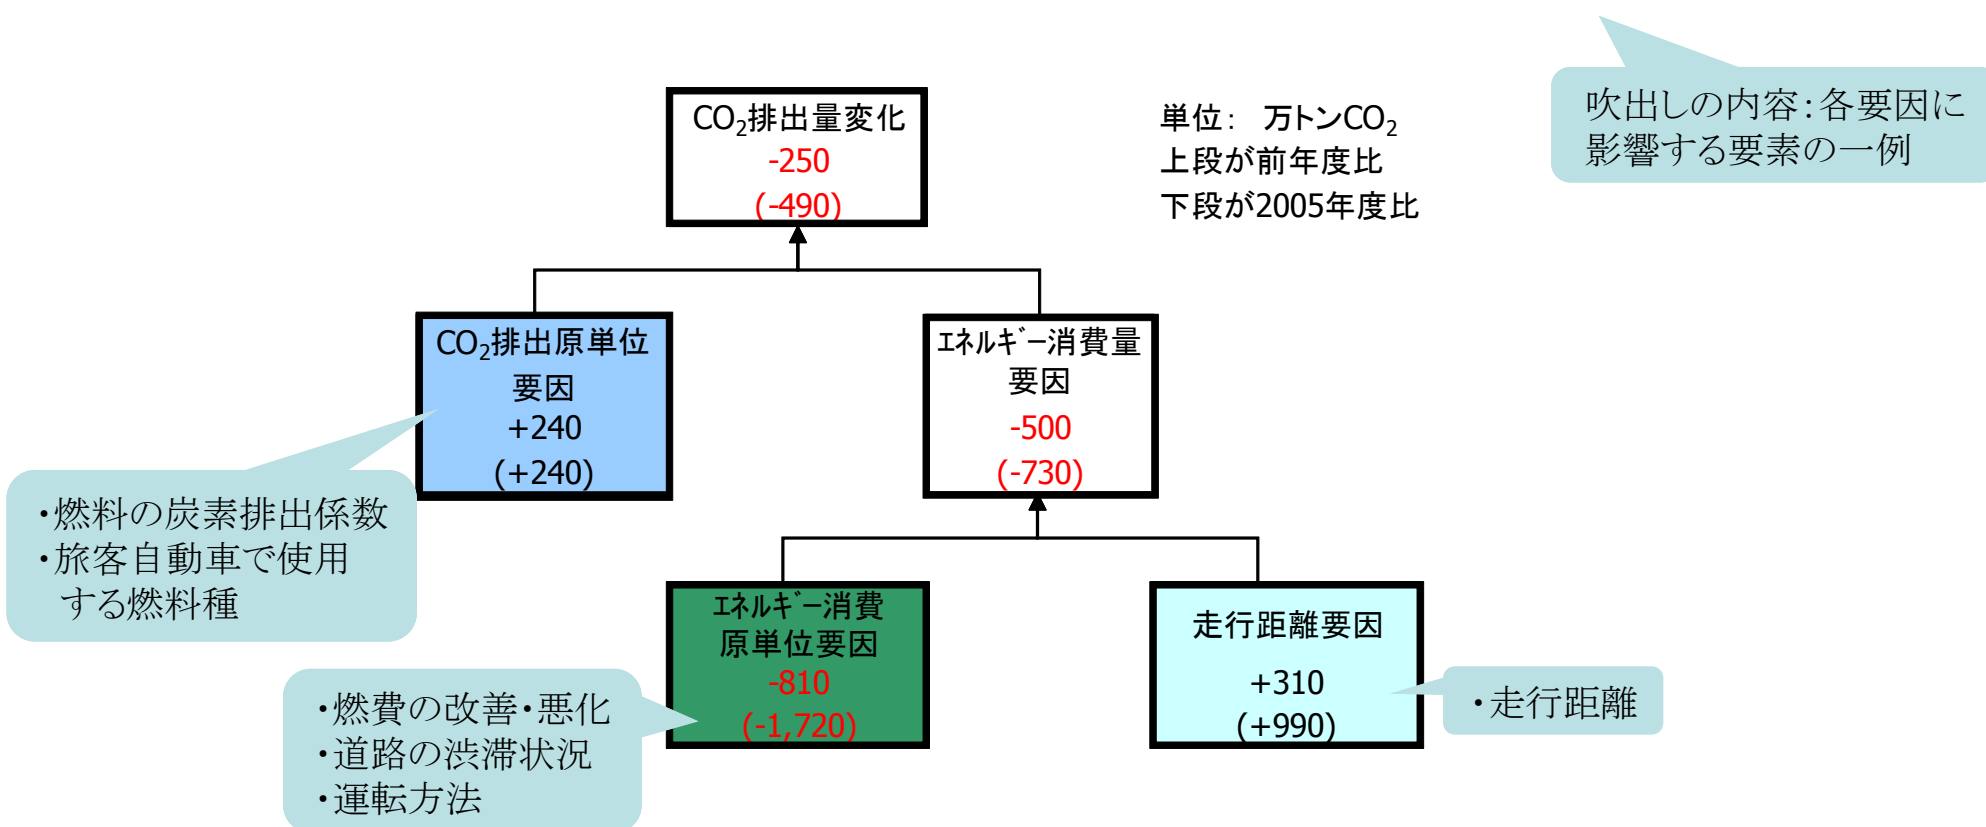 CO₂排出量変化
-250
(-490)
単位: 万トンCO₂
上段が前年度比
下段が2005年度比
吹出しの内容:各要因に
影響する要素の一例
CO₂排出原単位
要因
+240
(+240)
ｴﾈﾙｷﾞｰ消費量
要因
-500
(-730)
・燃料の炭素排出係数
・旅客自動車で使用
する燃料種
ｴﾈﾙｷﾞｰ消費
原単位要因
-810
(-1,720)
走行距離要因
+310
(+990)
・燃費の改善・悪化
・道路の渋滞状況
・運転方法
・走行距離